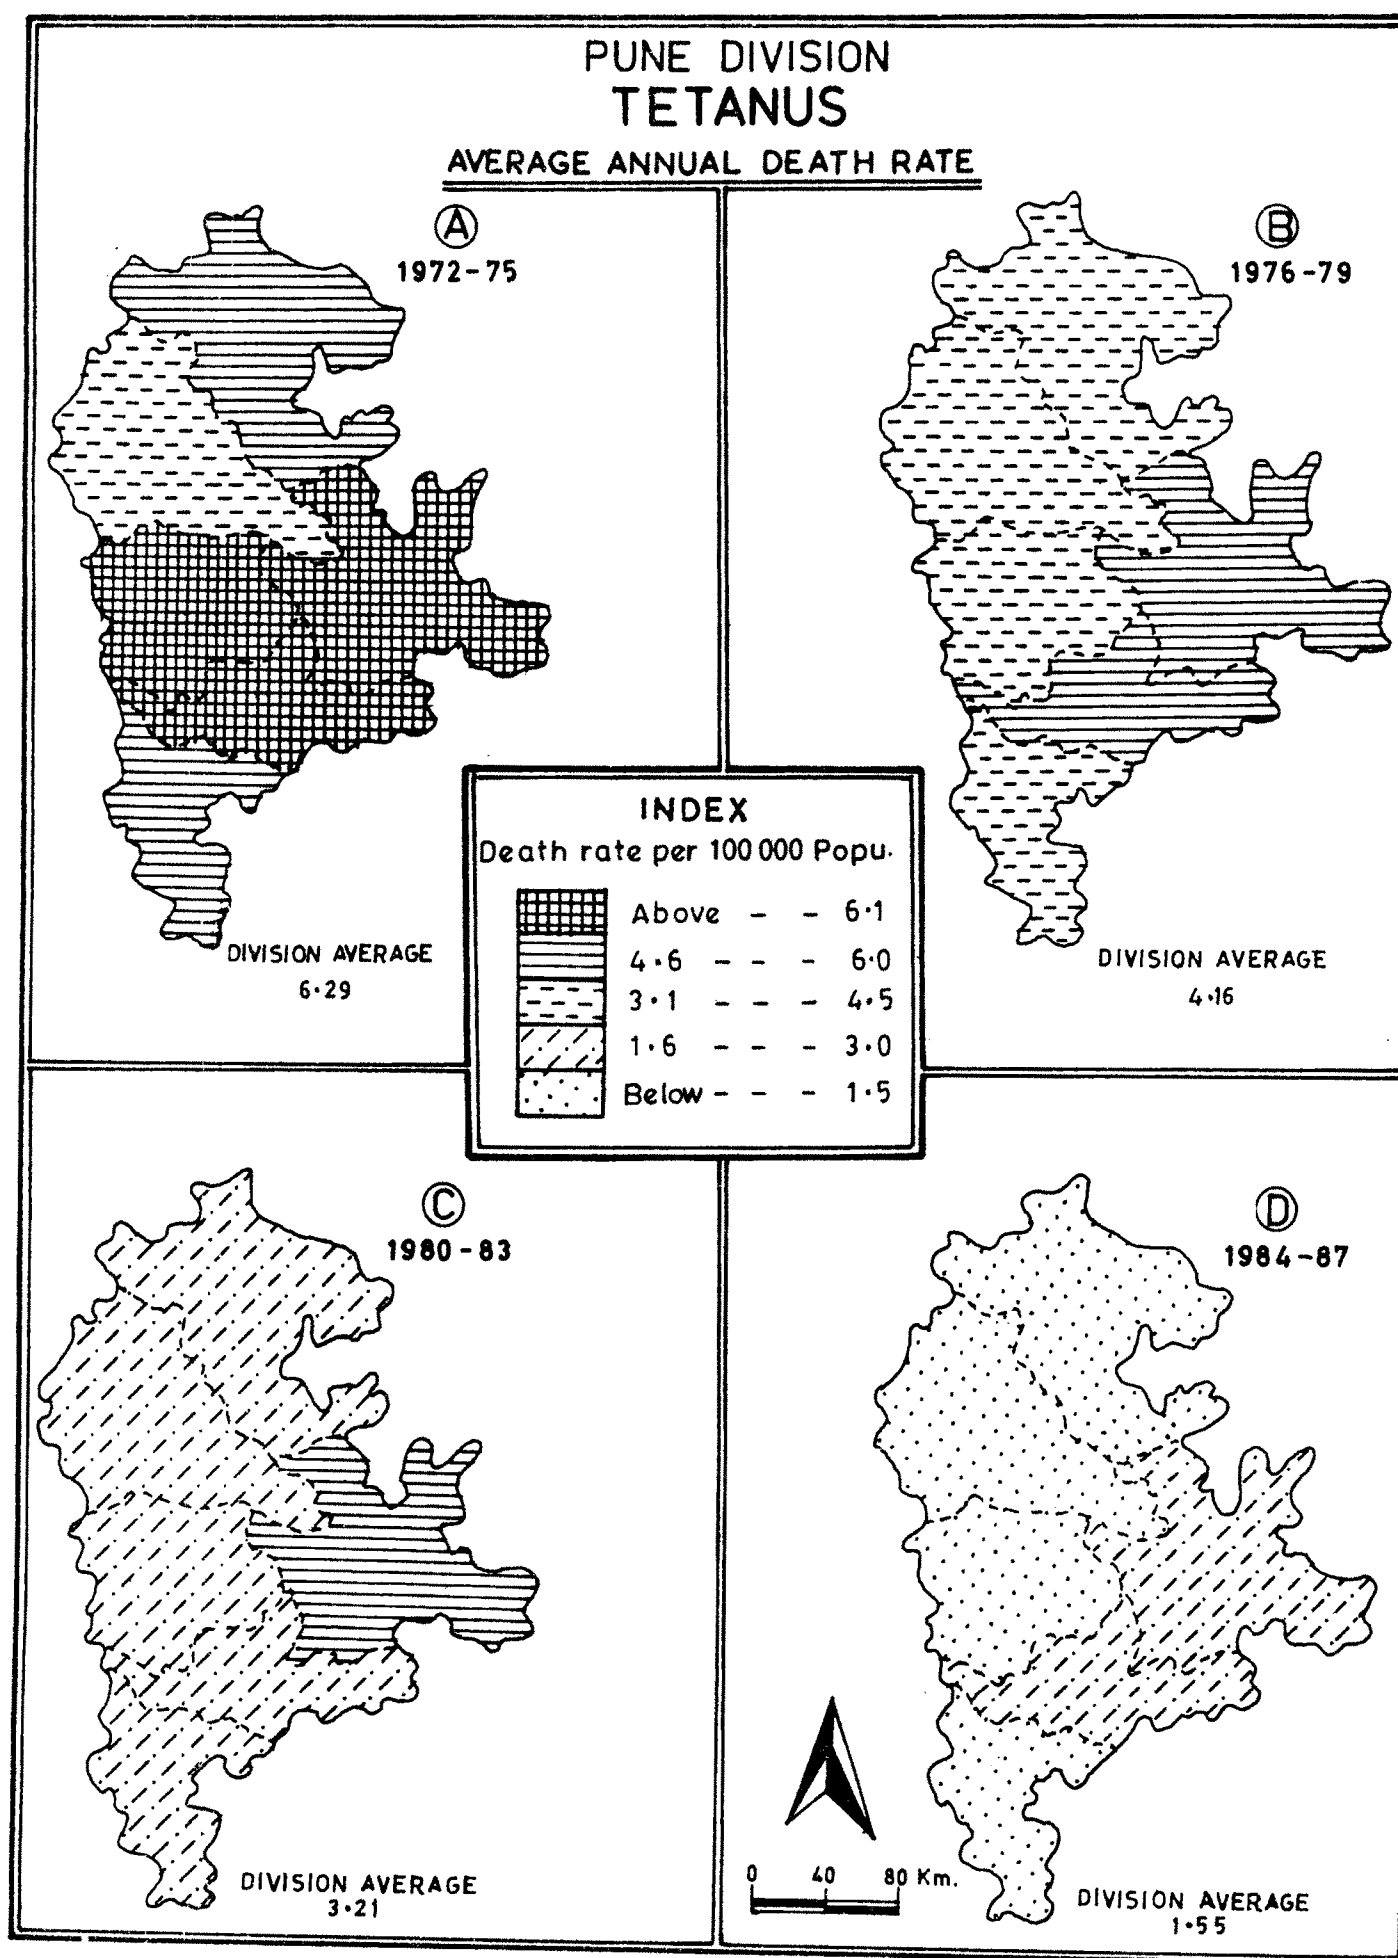 PUNE DIVISION
TETANUS
AVERAGE ANNUAL DEATH RATE
A
1972-75
DIVISION AVERAGE
6·29
B
1976-79
DIVISION AVERAGE
4·16
INDEX
Death rate per 100 000 Popu.
Above - - 6·1
4·6 - - - 6·0
3·1 - - - 4·5
1·6 - - - 3·0
Below - - - 1·5
C
1980-83
DIVISION AVERAGE
3·21
D
1984-87
0 40 80 Km.
DIVISION AVERAGE
1·55